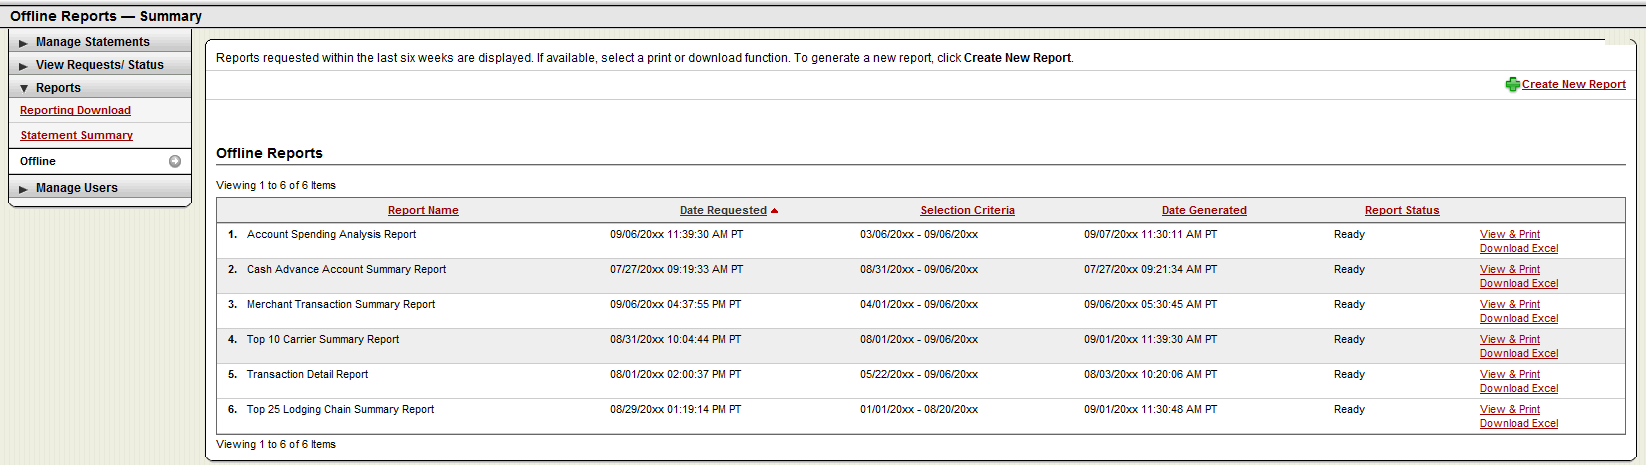 Offline Reports — Summary
Manage Statements
View Requests/ Status
Reports
Reporting Download
Statement Summary
Offline
Manage Users
Reports requested within the last six weeks are displayed. If available, select a print or download function. To generate a new report, click Create New Report.
Create New Report
Offline Reports
Viewing 1 to 6 of 6 Items
Report Name Date Requested Selection Criteria Date Generated Report Status
1. Account Spending Analysis Report 09/06/20xx 11:39:30 AM PT 03/06/20xx - 09/06/20xx 09/07/20xx 11:30:11 AM PT Ready View & Print
Download Excel
2. Cash Advance Account Summary Report 07/27/20xx 09:19:33 AM PT 08/31/20xx - 09/06/20xx 07/27/20xx 09:21:34 AM PT Ready View & Print
Download Excel
3. Merchant Transaction Summary Report 09/06/20xx 04:37:55 PM PT 04/01/20xx - 09/06/20xx 09/06/20xx 05:30:45 AM PT Ready View & Print
Download Excel
4. Top 10 Carrier Summary Report 08/31/20xx 10:04:44 PM PT 08/01/20xx - 09/06/20xx 09/01/20xx 11:39:30 AM PT Ready View & Print
Download Excel
5. Transaction Detail Report 08/01/20xx 02:00:37 PM PT 05/22/20xx - 09/06/20xx 08/03/20xx 10:20:06 AM PT Ready View & Print
Download Excel
6. Top 25 Lodging Chain Summary Report 08/29/20xx 01:19:14 PM PT 01/01/20xx - 08/20/20xx 09/01/20xx 11:30:48 AM PT Ready View & Print
Download Excel
Viewing 1 to 6 of 6 Items